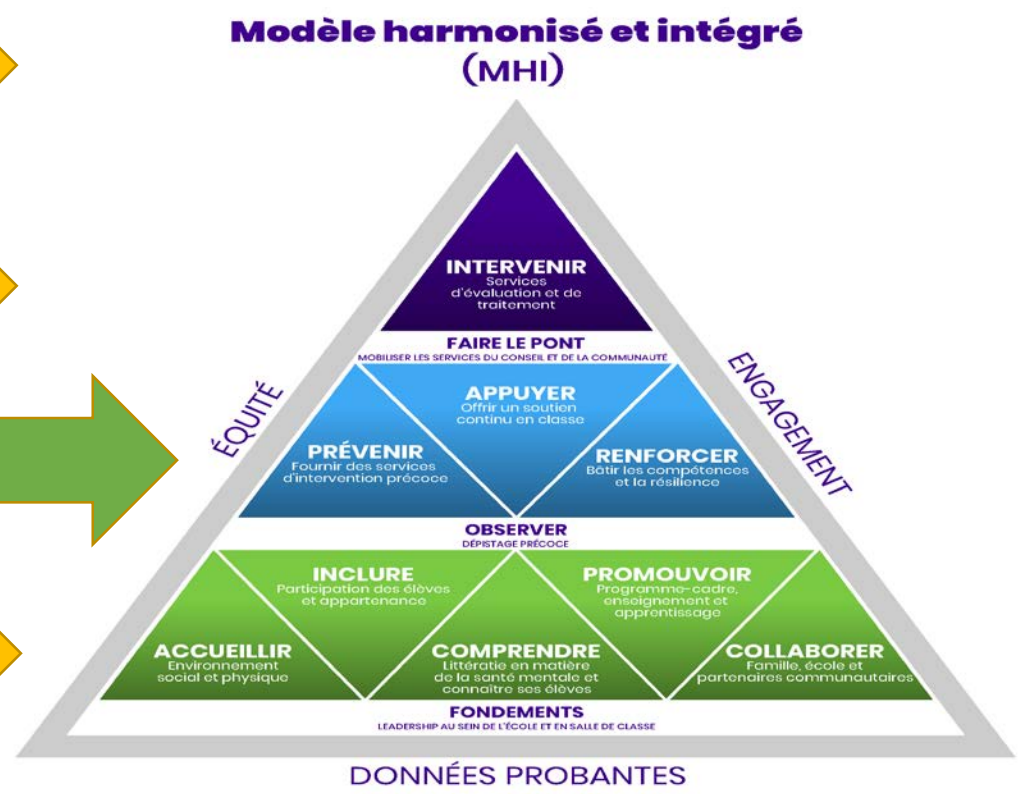 Modèle harmonisé et intégré
(MHI)
INTERVENIR
Services
d'évaluation et de
traitement
FAIRE LE PONT
MOBILISER LES SERVICES DU CONSEIL ET DE LA COMMUNAUTÉ
ÉQUITÉ
ENGAGEMENT
APPUYER
Offrir un soutien
continu en classe
PRÉVENIR
Fournir des services
d'intervention précoce
RENFORCER
Bâtir les compétences
et la résilience
OBSERVER
DÉPISTAGE PRÉCOCE
INCLURE
Participation des élèves
et appartenance
PROMOUVOIR
Programme-cadre,
enseignement et
apprentissage
ACCUEILLIR
Environnement
social et physique
COMPRENDRE
Littératie en matière
de la santé mentale et
connaître ses élèves
COLLABORER
Famille, école et
partenaires communautaires
FONDEMENTS
LEADERSHIP AU SEIN DE L'ÉCOLE ET EN SALLE DE CLASSE
DONNÉES PROBANTES